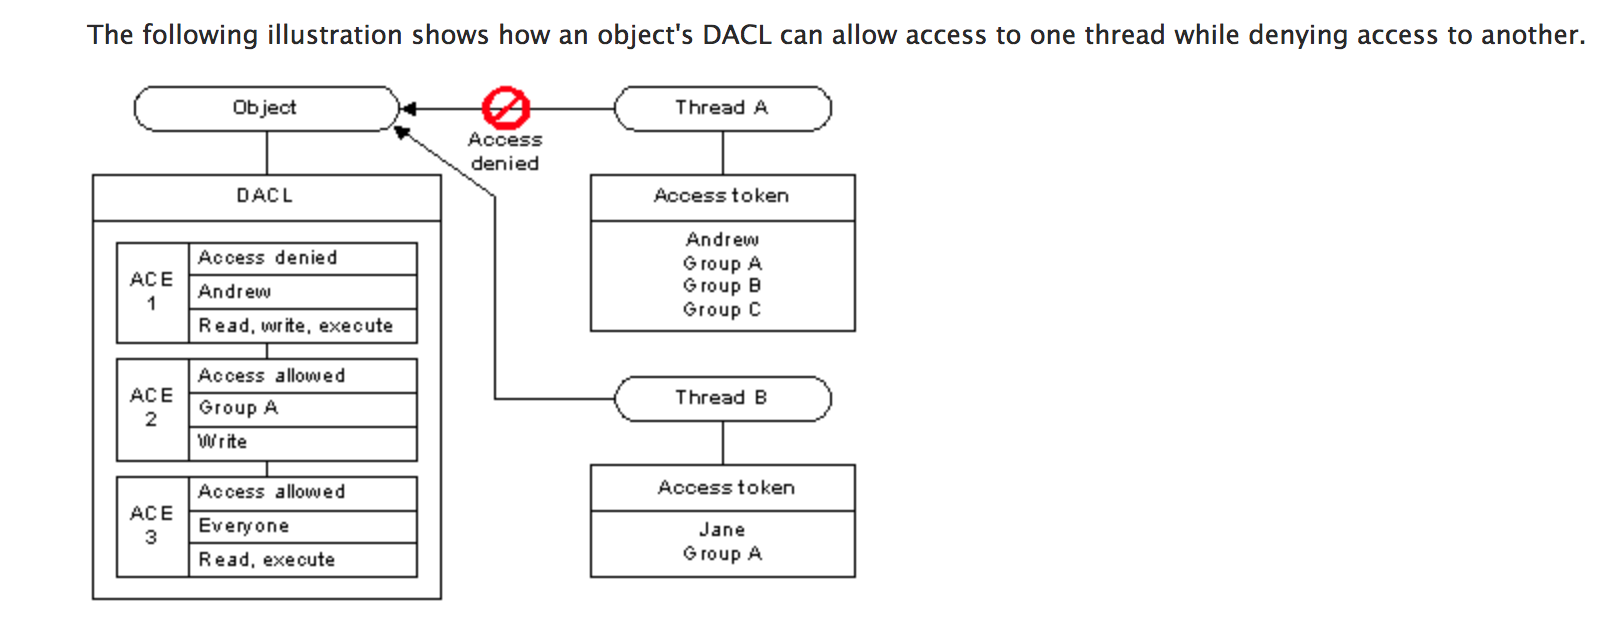 The following illustration shows how an object's DACL can allow access to one thread while denying access to another.
Object
Access
denied
Thread A
DACL
ACE
1
Access denied
Andrew
Read, write, execute
ACE
2
Access allowed
Group A
Write
ACE
3
Access allowed
Everyone
Read, execute
Access token
Andrew
Group A
Group B
Group C
Thread B
Access token
Jane
Group A